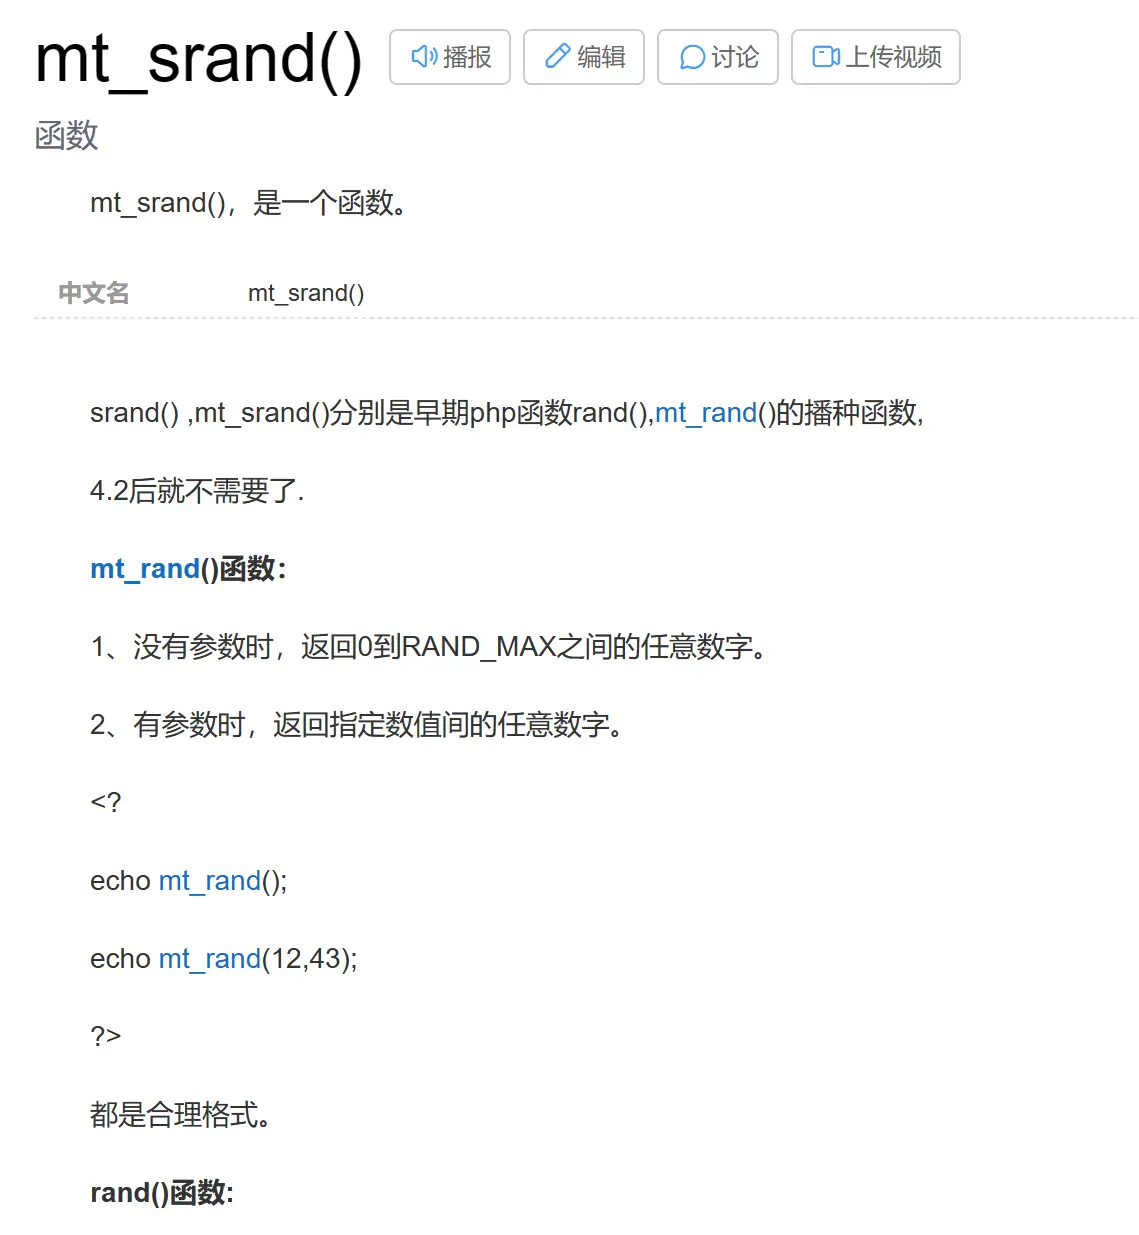 mt_srand() 播报 编辑 讨论 上传视频
函数
mt_srand()，是一个函数。
中文名 mt_srand()
srand() ,mt_srand()分别是早期php函数rand(),mt_rand()的播种函数,
4.2后就不需要了.
mt_rand()函数：
1、没有参数时，返回0到RAND_MAX之间的任意数字。
2、有参数时，返回指定数值间的任意数字。
<?
echo mt_rand();
echo mt_rand(12,43);
?>
都是合理格式。
rand()函数: